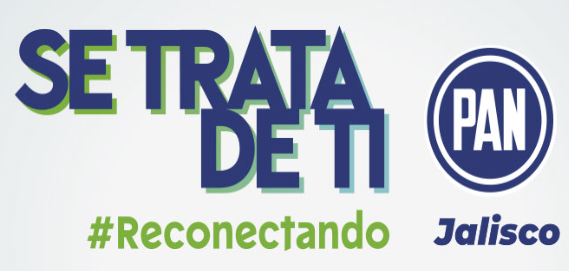 SE TRATA
DE TI
#Reconectando
PAN
Jalisco